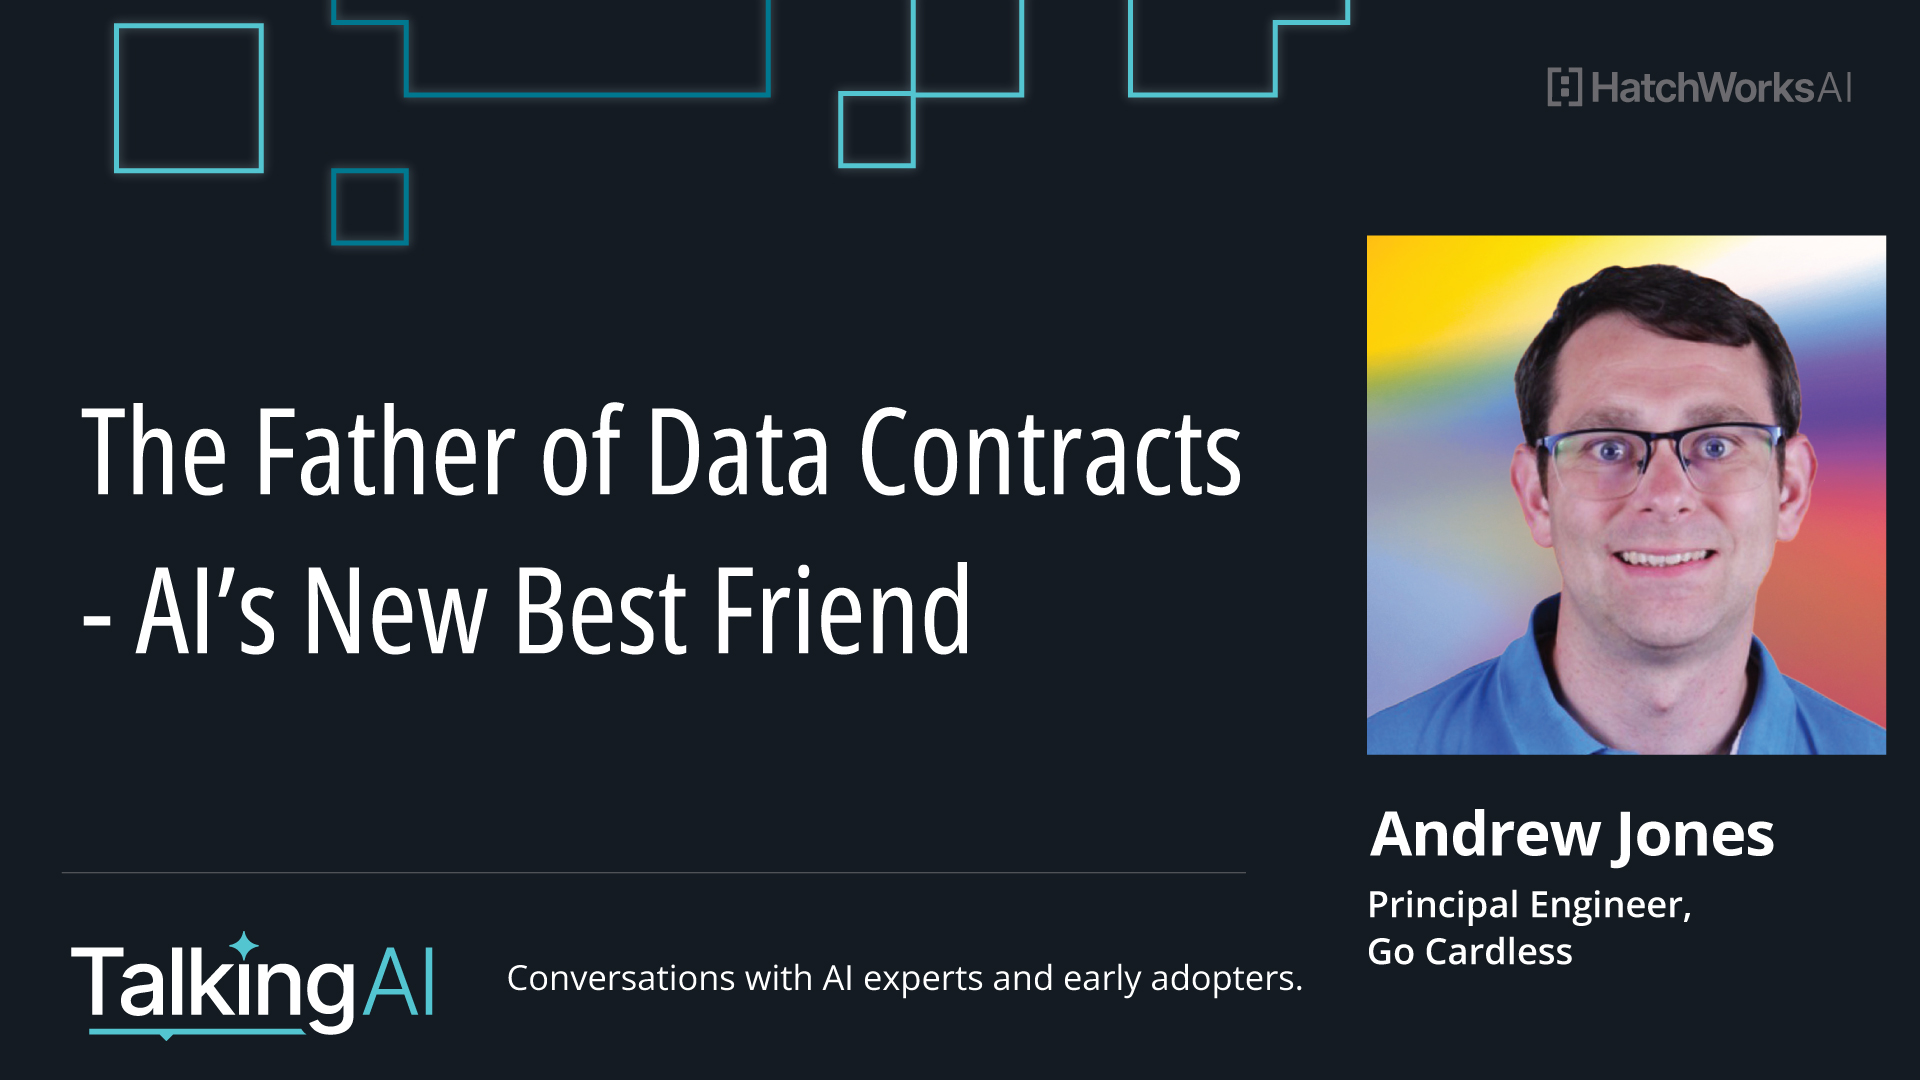 HatchWorksAI
The Father of Data Contracts
- AI’s New Best Friend
Andrew Jones
Principal Engineer,
Go Cardless
TalkingAI
Conversations with AI experts and early adopters.